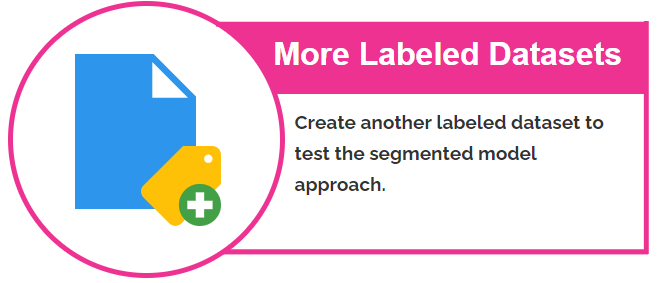 More Labeled Datasets
Create another labeled dataset to
test the segmented model
approach.